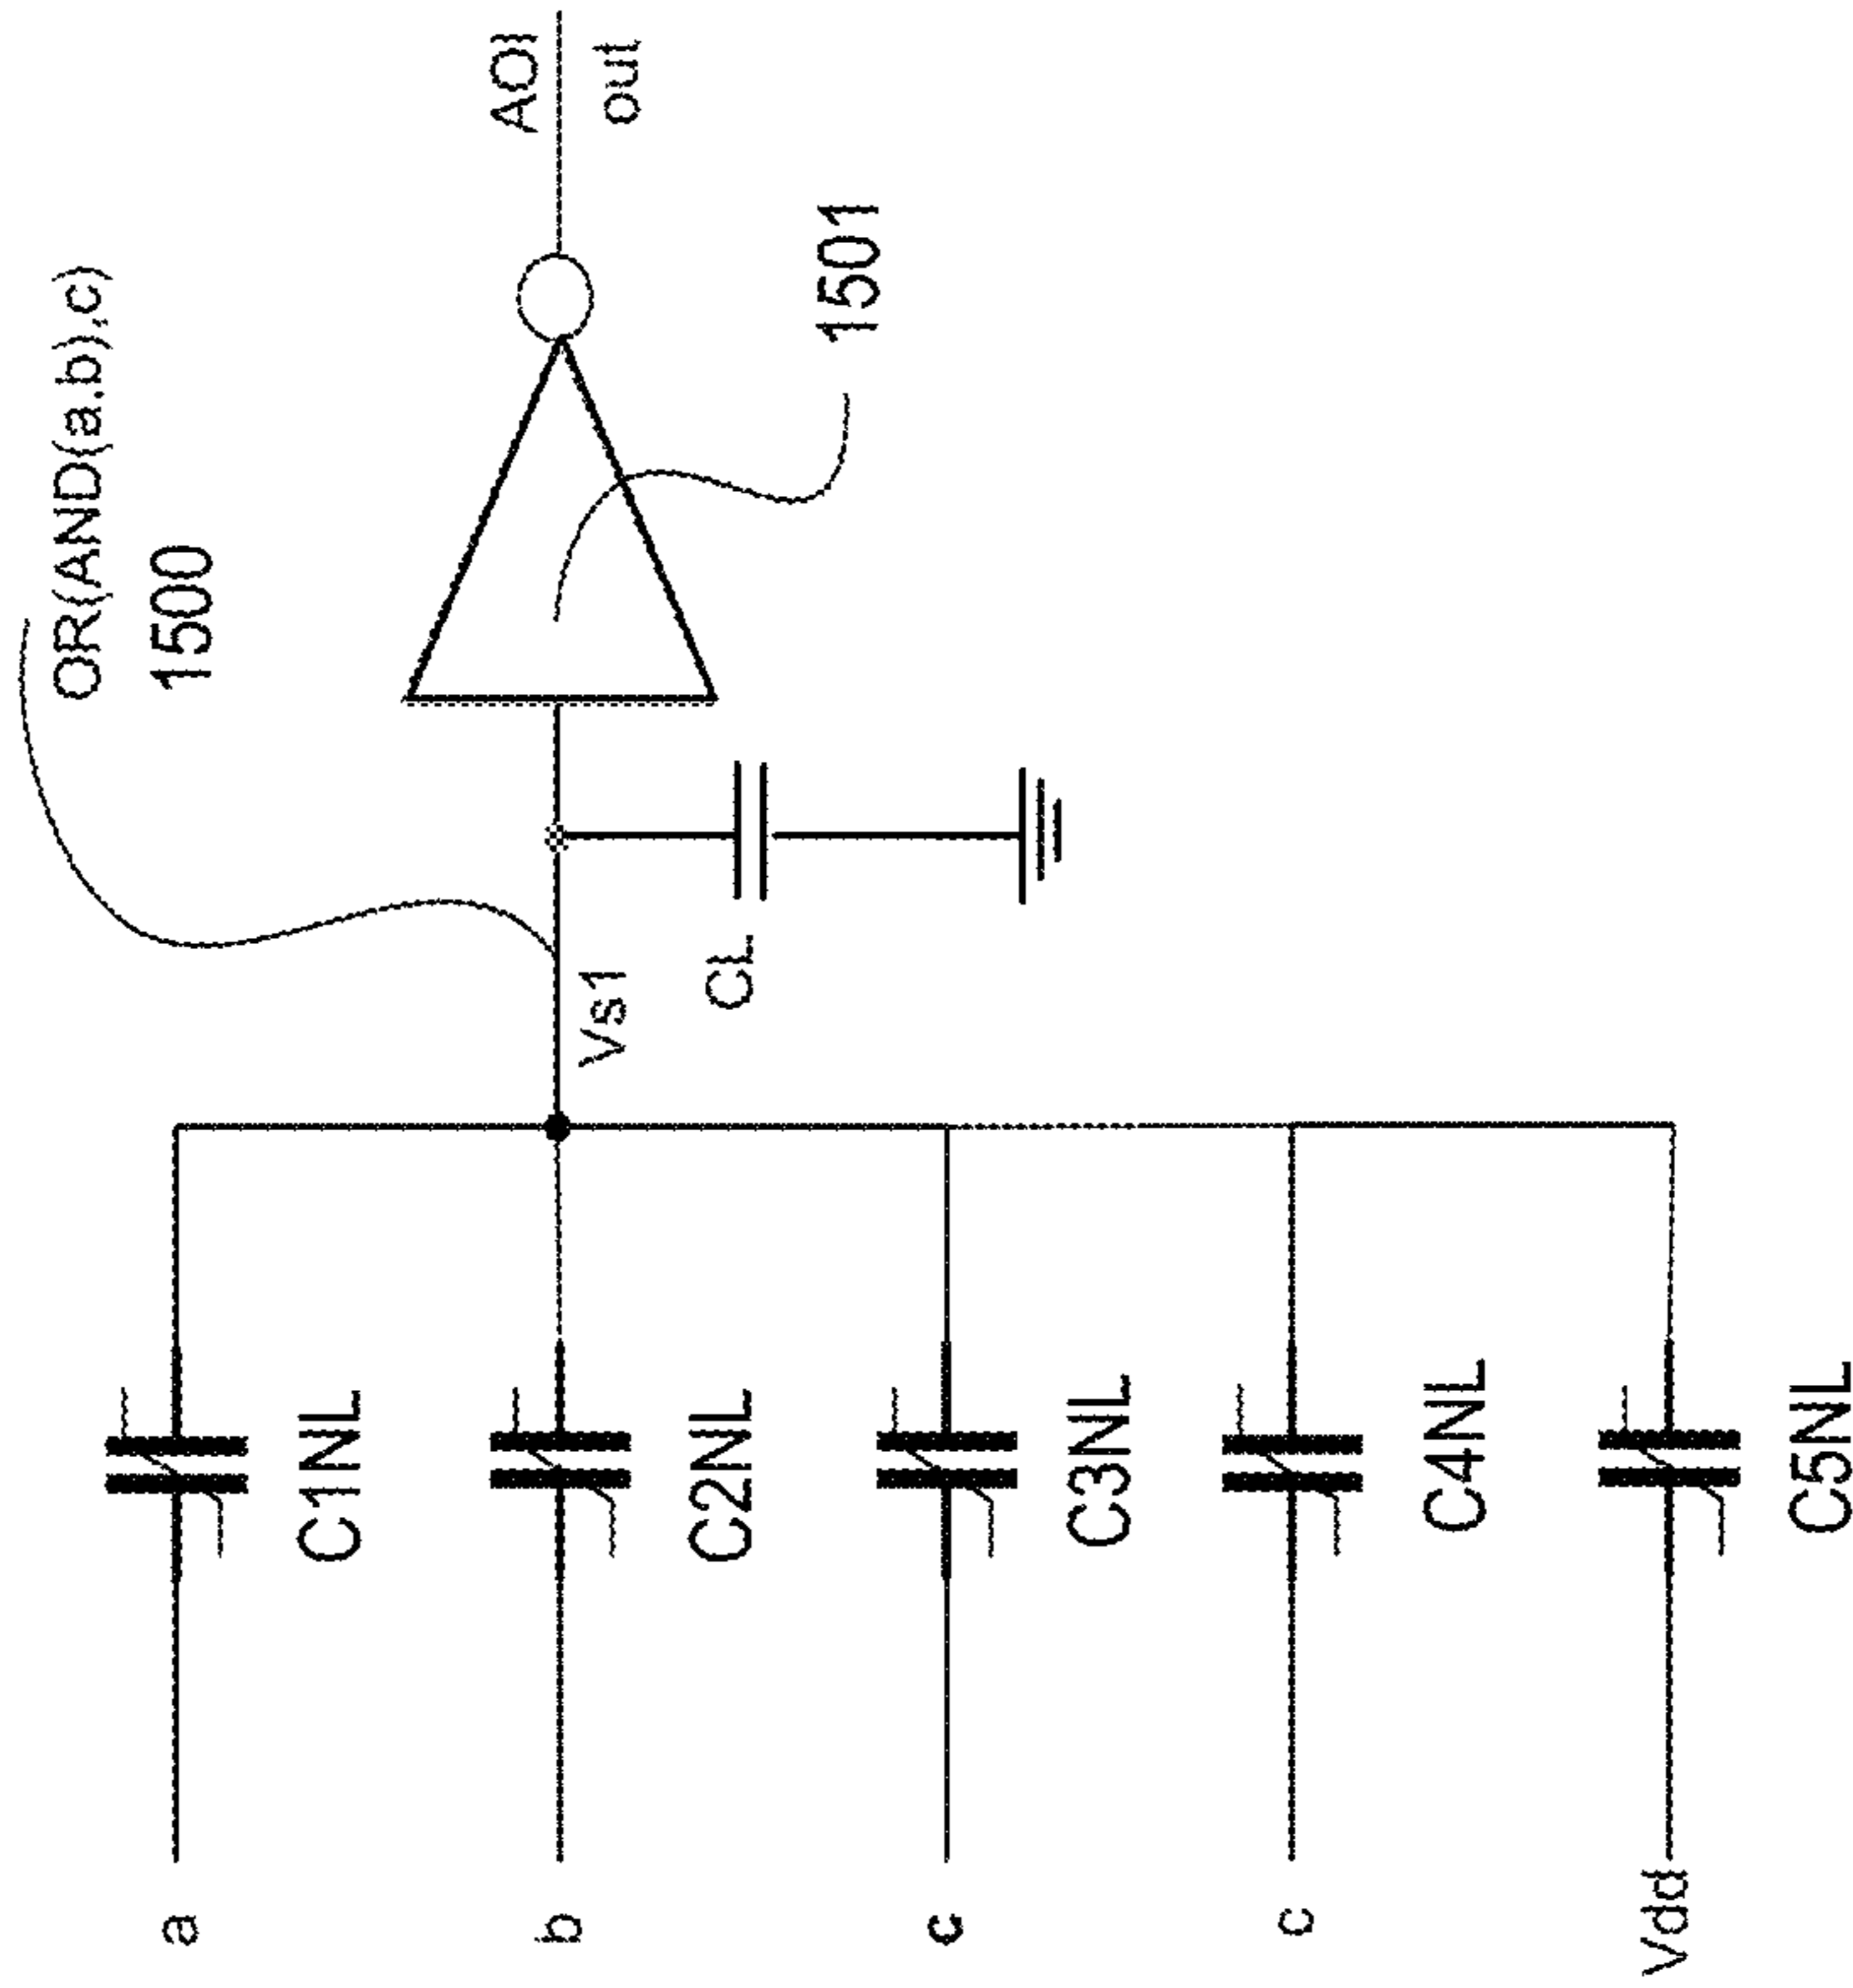 a
C1NL
b
C2NL
c
C3NL
c
C4NL
Vdd
C5NL
Vs1
CL
OR(AND(a.b),c)
1500
1501
AOI
out